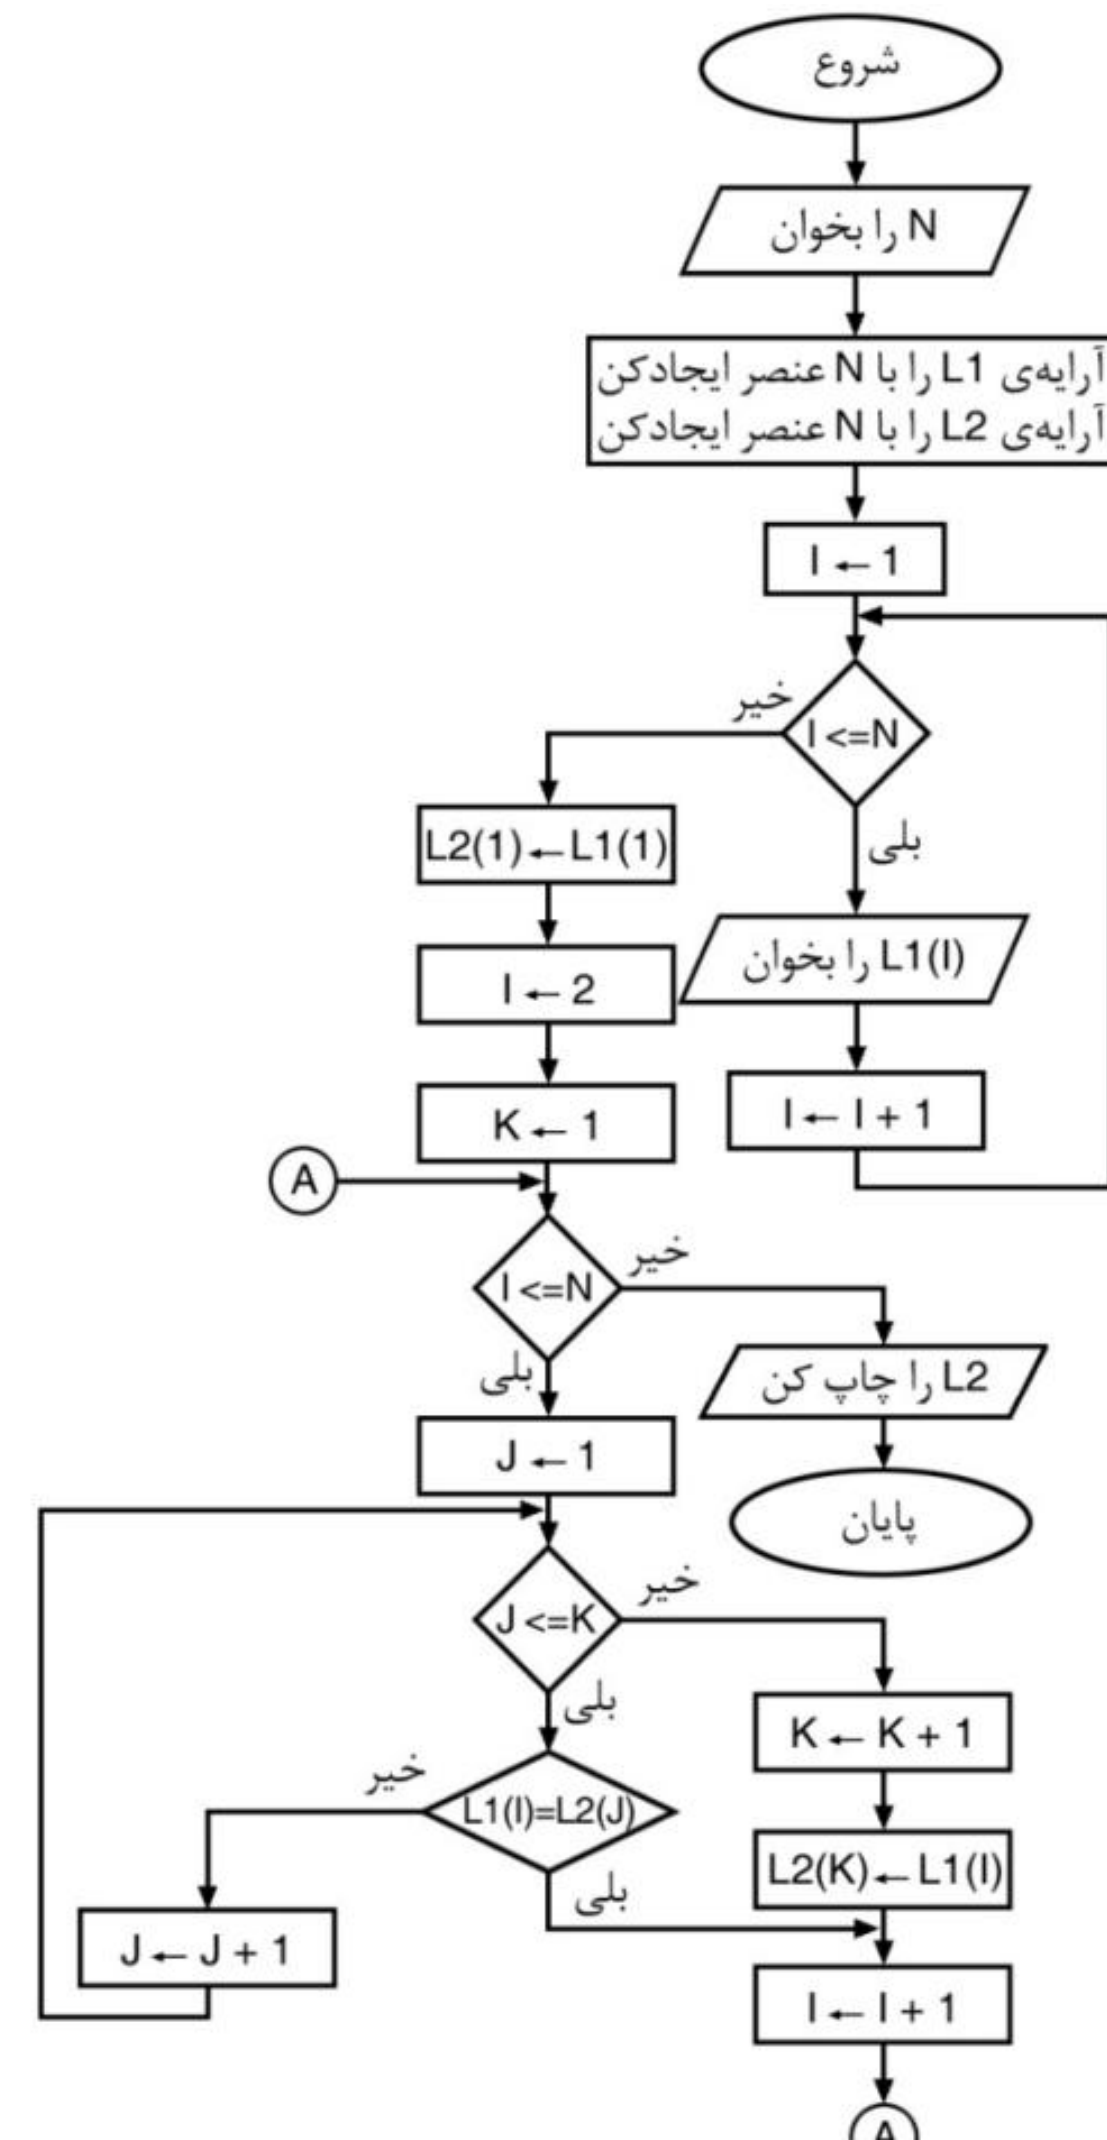 شروع
N را بخوان
آرایه‌ی L1 را با N عنصر ایجادکن
آرایه‌ی L2 را با N عنصر ایجادکن
I ← 1
I <=N
خیر
بلی
L1(I) را بخوان
I ← I + 1
L2(1) ← L1(1)
I ← 2
K ← 1
A
I <=N
خیر
L2 را چاپ کن
پایان
بلی
J ← 1
J <=K
خیر
K ← K + 1
L2(K) ← L1(I)
بلی
L1(I)=L2(J)
خیر
J ← J + 1
بلی
I ← I + 1
A